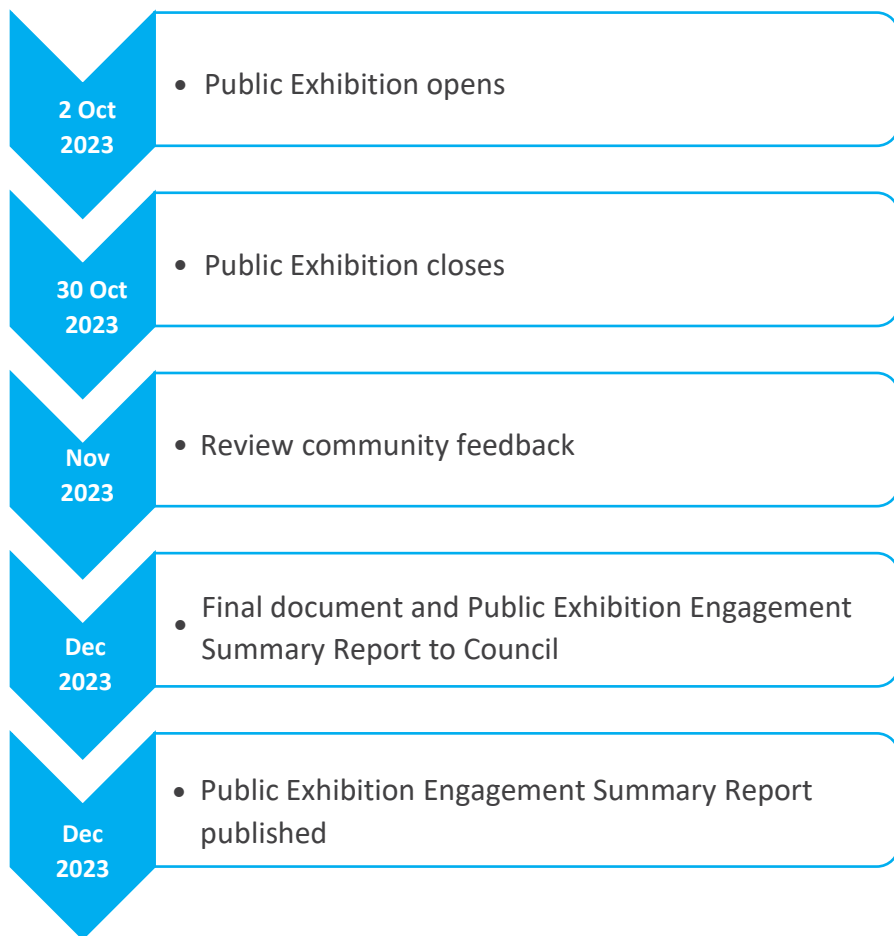 2 Oct
2023
• Public Exhibition opens
30 Oct
2023
• Public Exhibition closes
Nov
2023
• Review community feedback
Dec
2023
• Final document and Public Exhibition Engagement
Summary Report to Council
Dec
2023
• Public Exhibition Engagement Summary Report
published